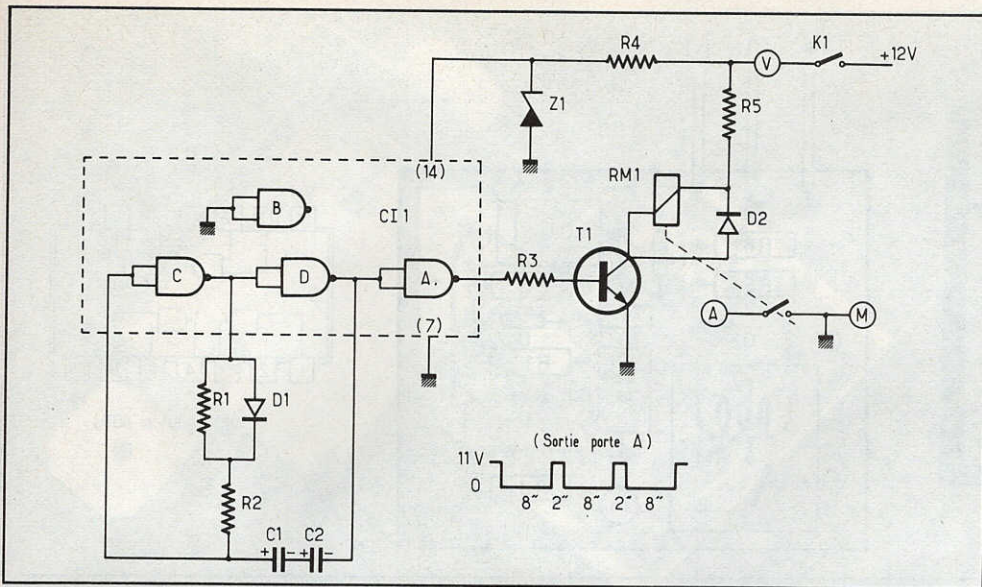 R4
V
K1
+12V
Z1
R5
(14)
RM1
B
CI 1
D2
T1
C
D
A.
R3
(7)
A
M
R1
D1
(Sortie porte A)
11 V
0
8" 2" 8" 2" 8"
R2
C1
C2
+ - + -